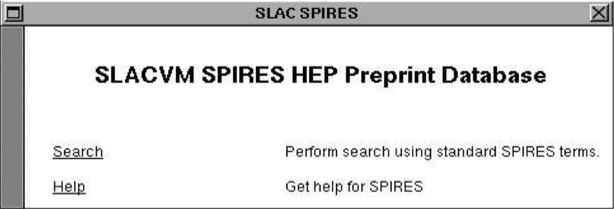 SLAC SPIRES
SLACVM SPIRES HEP Preprint Database
Search Perform search using standard SPIRES terms.
Help Get help for SPIRES